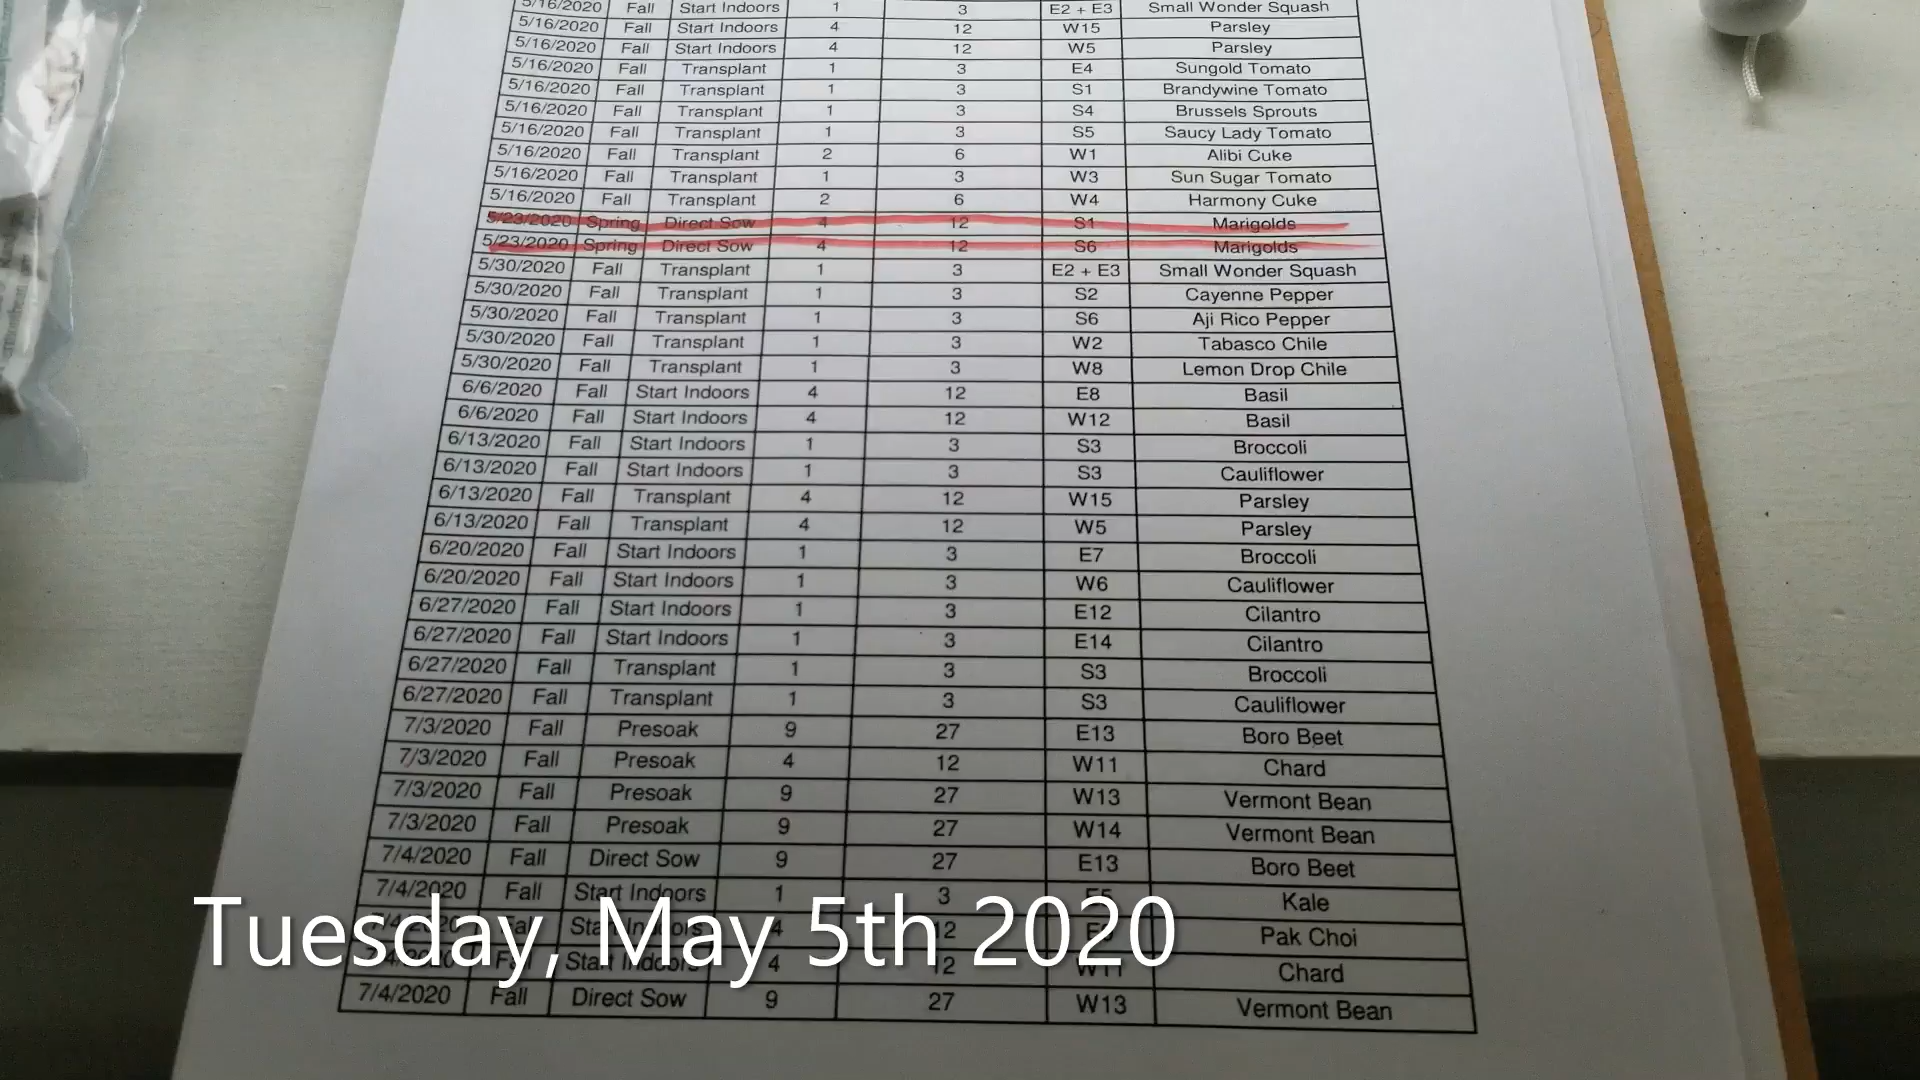 5/16/2020 Fall Start Indoors 1 3 E2 + E3 Small Wonder Squash
5/16/2020 Fall Start Indoors 4 12 W15 Parsley
5/16/2020 Fall Start Indoors 4 12 W5 Parsley
5/16/2020 Fall Transplant 1 3 E4 Sungold Tomato
5/16/2020 Fall Transplant 1 3 S1 Brandywine Tomato
5/16/2020 Fall Transplant 1 3 S4 Brussels Sprouts
5/16/2020 Fall Transplant 1 3 S5 Saucy Lady Tomato
5/16/2020 Fall Transplant 2 6 W1 Alibi Cuke
5/16/2020 Fall Transplant 1 3 W3 Sun Sugar Tomato
5/16/2020 Fall Transplant 2 6 W4 Harmony Cuke
5/23/2020 Spring Direct Sow 4 12 S1 Marigolds
5/23/2020 Spring Direct Sow 4 12 S6 Marigolds
5/30/2020 Fall Transplant 1 3 E2 + E3 Small Wonder Squash
5/30/2020 Fall Transplant 1 3 S2 Cayenne Pepper
5/30/2020 Fall Transplant 1 3 S6 Aji Rico Pepper
5/30/2020 Fall Transplant 1 3 W2 Tabasco Chile
5/30/2020 Fall Transplant 1 3 W8 Lemon Drop Chile
6/6/2020 Fall Start Indoors 4 12 E8 Basil
6/6/2020 Fall Start Indoors 4 12 W12 Basil
6/13/2020 Fall Start Indoors 1 3 S3 Broccoli
6/13/2020 Fall Start Indoors 1 3 S3 Cauliflower
6/13/2020 Fall Transplant 4 12 W15 Parsley
6/13/2020 Fall Transplant 4 12 W5 Parsley
6/20/2020 Fall Start Indoors 1 3 E7 Broccoli
6/20/2020 Fall Start Indoors 1 3 W6 Cauliflower
6/27/2020 Fall Start Indoors 1 3 E12 Cilantro
6/27/2020 Fall Start Indoors 1 3 E14 Cilantro
6/27/2020 Fall Transplant 1 3 S3 Broccoli
6/27/2020 Fall Transplant 1 3 S3 Cauliflower
7/3/2020 Fall Presoak 9 27 E13 Boro Beet
7/3/2020 Fall Presoak 4 12 W11 Chard
7/3/2020 Fall Presoak 9 27 W13 Vermont Bean
7/3/2020 Fall Presoak 9 27 W14 Vermont Bean
7/4/2020 Fall Direct Sow 9 27 E13 Boro Beet
7/4/2020 Fall Start Indoors 1 3 E5 Kale
7/4/2020 Fall Start Indoors 4 12 Pak Choi
7/4/2020 Fall Start Indoors 4 12 W11 Chard
7/4/2020 Fall Direct Sow 9 27 W13 Vermont Bean
Tuesday, May 5th 2020